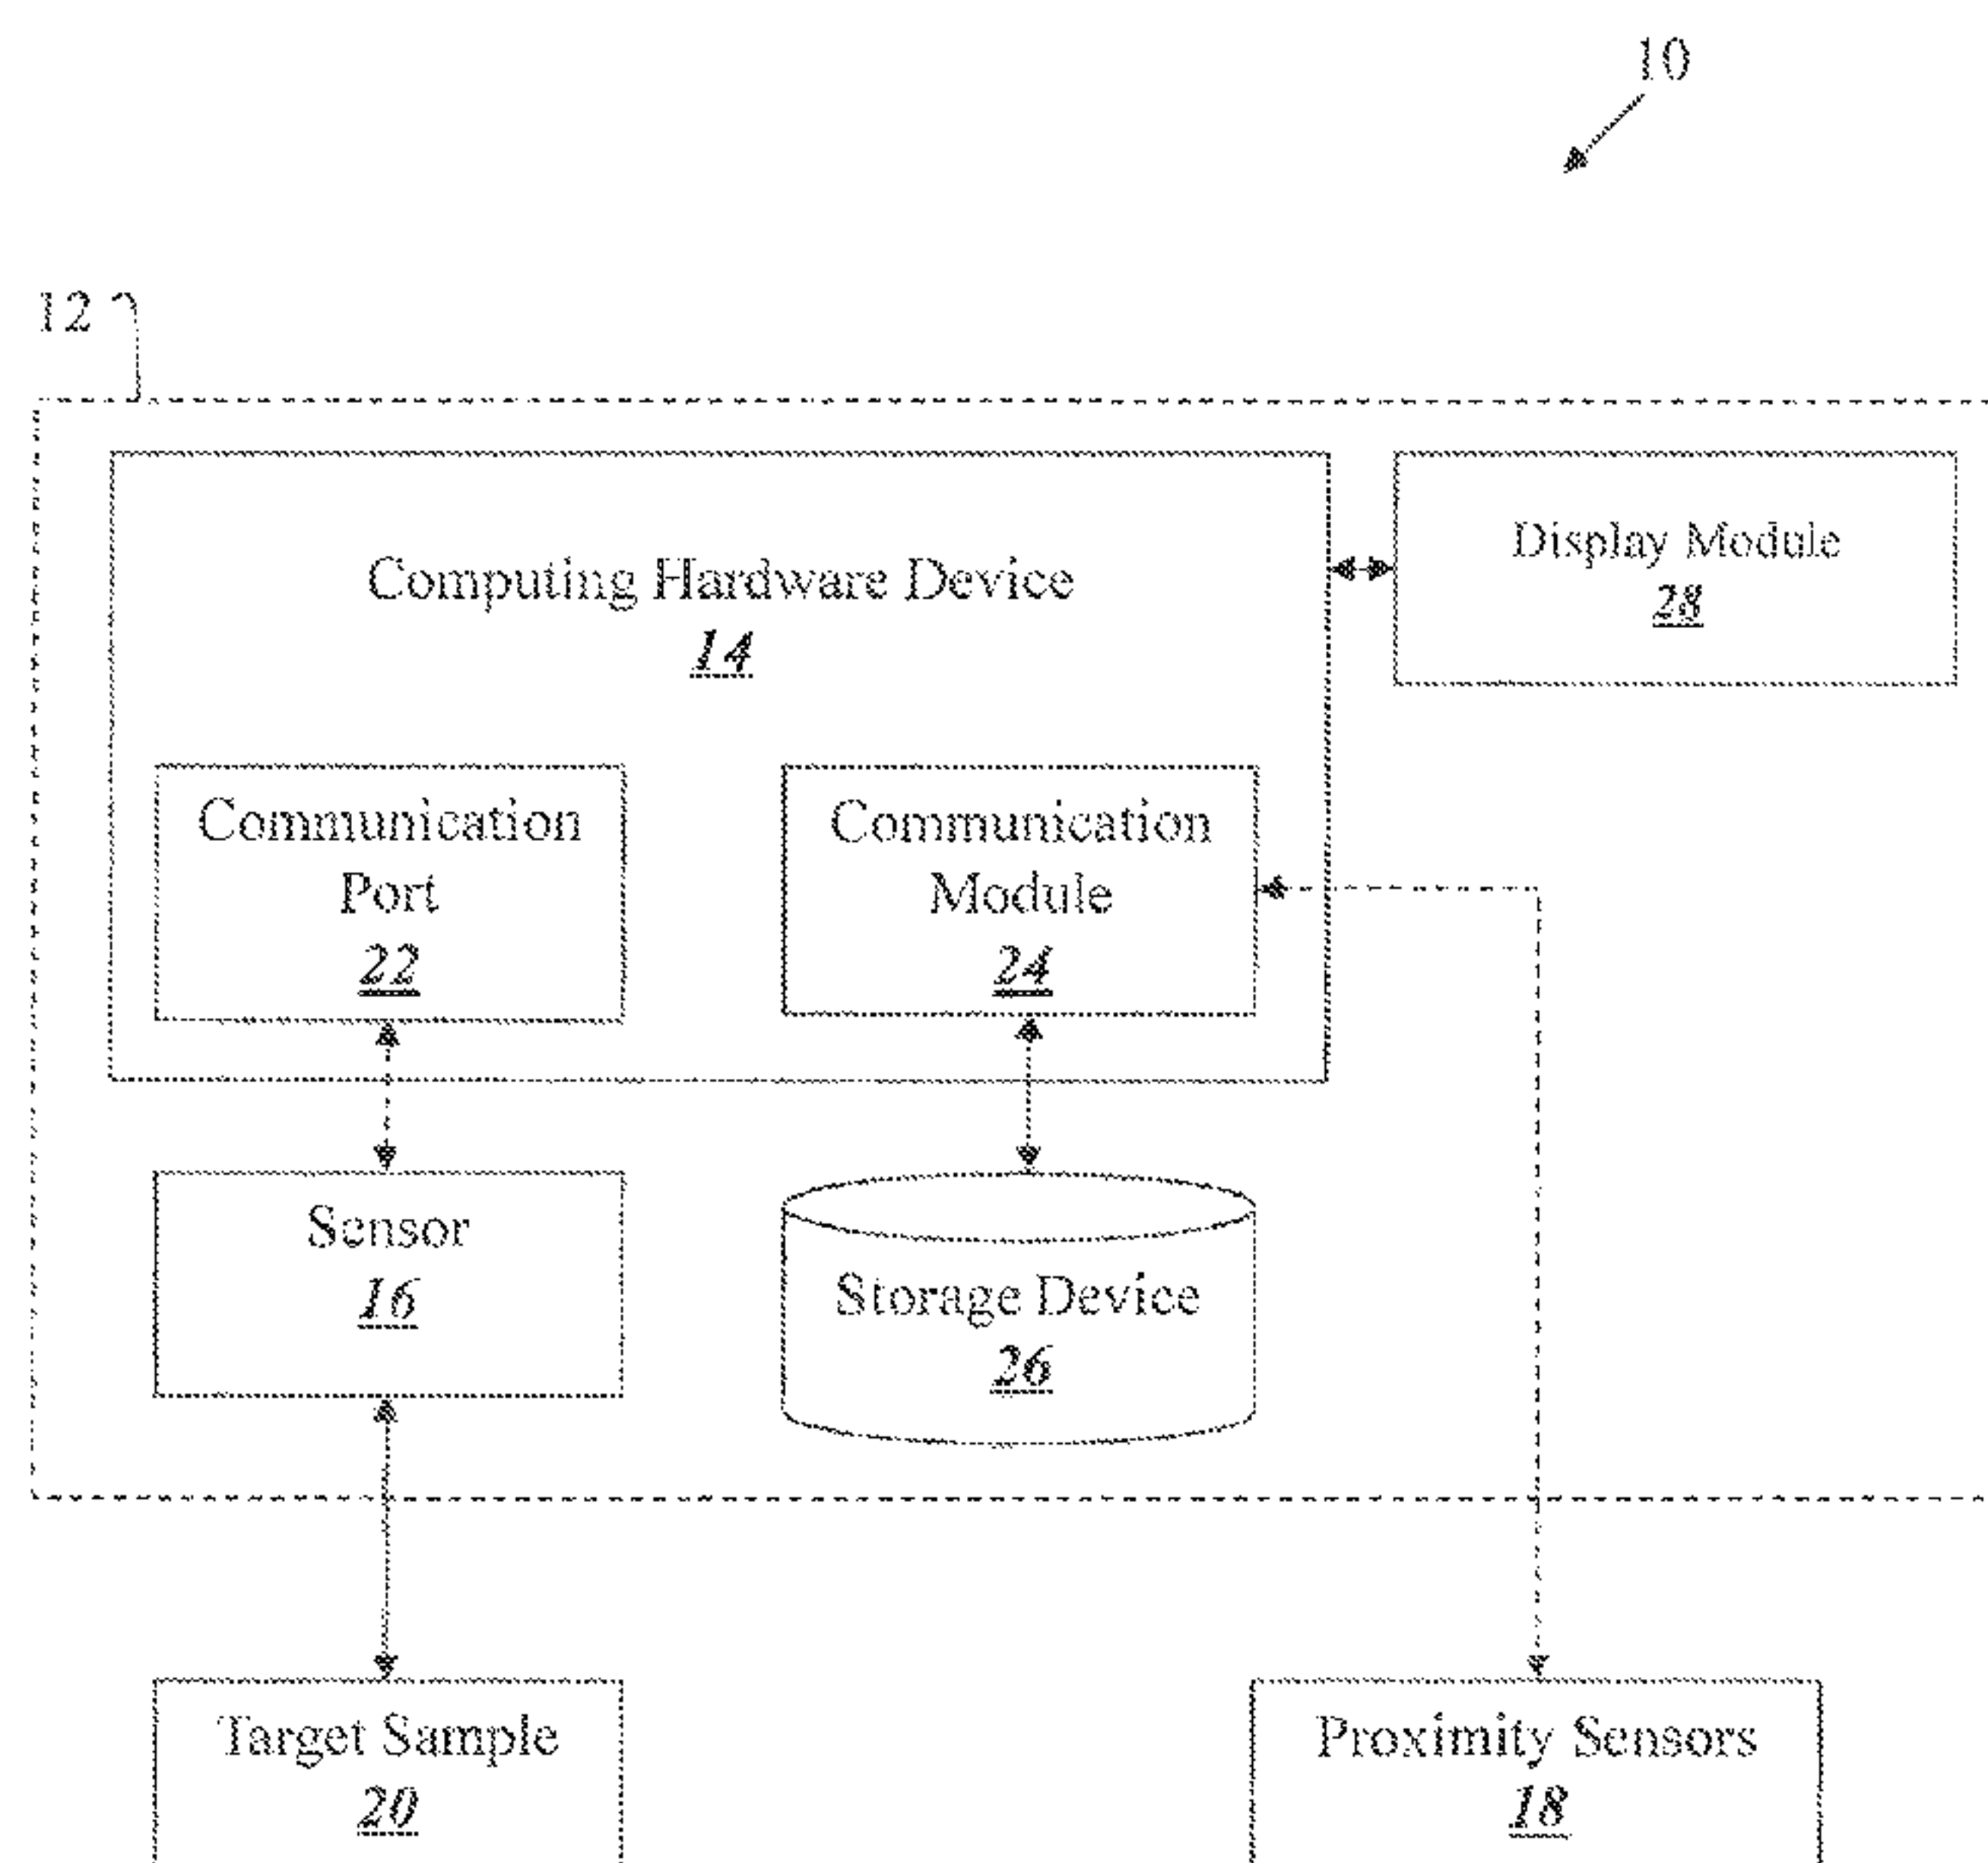 10
12
Computing Hardware Device
14
Display Module
28
Communication
Port
22
Communication
Module
24
Sensor
16
Storage Device
26
Target Sample
20
Proximity Sensors
18